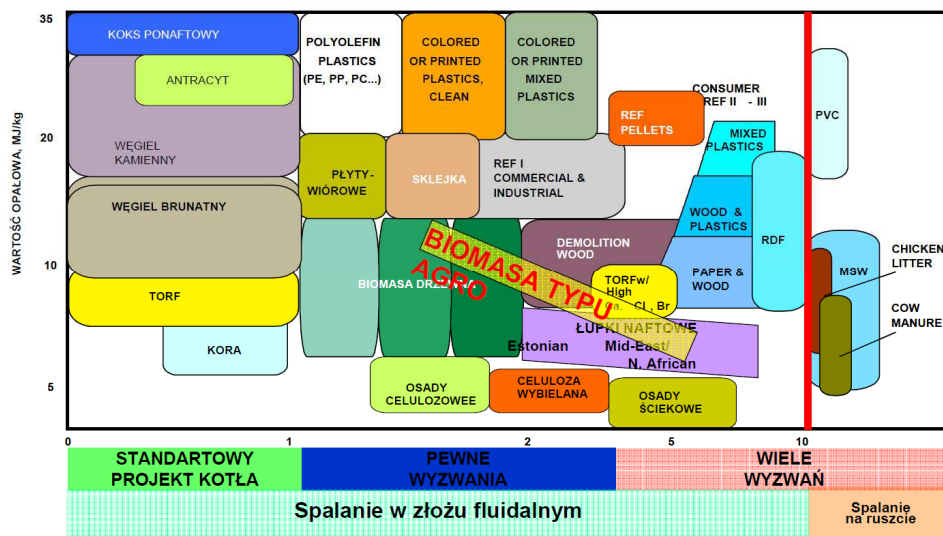 35
20
10
5
WARTOŚĆ OPAŁOWA, MJ/kg
KOKS PONAFTOWY
ANTRACYT
WĘGIEL
KAMIENNY
WĘGIEL BRUNATNY
TORF
KORA
POLYOLEFIN
PLASTICS
(PE, PP, PC...)
COLORED
OR PRINTED
PLASTICS,
CLEAN
COLORED
OR PRINTED
MIXED
PLASTICS
PŁYTY-
WIÓROWE
SKLEJKA
REF I
COMMERCIAL &
INDUSTRIAL
REF
PELLETS
CONSUMER
REF II - III
MIXED
PLASTICS
WOOD &
PLASTICS
PAPER &
WOOD
RDF
PVC
MSW
CHICKEN
LITTER
COW
MANURE
BIOMASA DRZEWNA
DEMOLITION
WOOD
BIOMASA TYPU
AGRO
TORFw/
High
Ca, Cl, Br
ŁUPKI NAFTOWE
Estonian
Mid-East/
N. African
OSADY
CELULOZOWEE
CELULOZA
WYBIELANA
OSADY
ŚCIEKOWE
0
1
2
5
10
STANDARTOWY
PROJEKT KOTŁA
PEWNE
WYZWANIA
WIELE
WYZWAŃ
Spalanie w złożu fluidalnym
Spalanię
na ruszcie